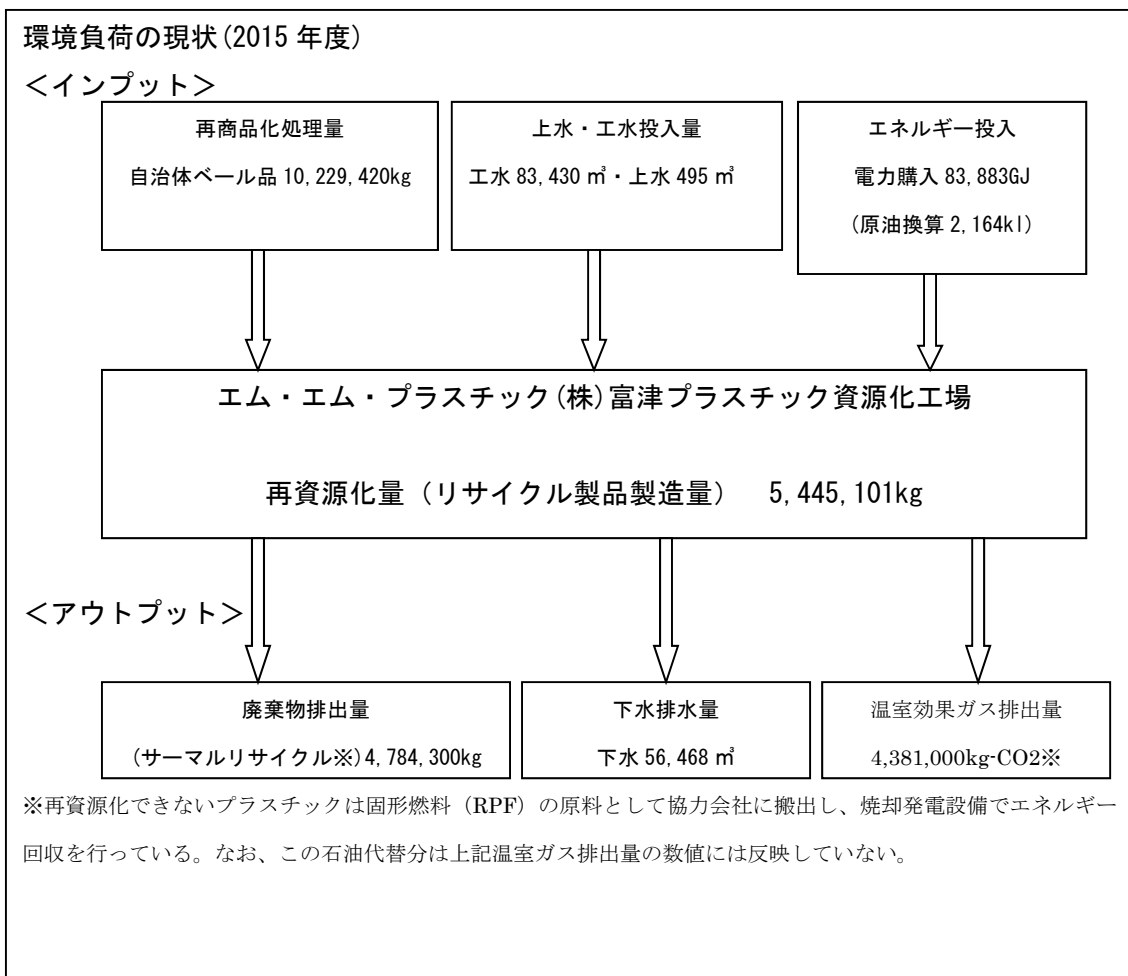 環境負荷の現状(2015 年度)
＜インプット＞
再商品化処理量
自治体ベール品 10,229,420kg
上水・工水投入量
工水 83,430 ㎥・上水 495 ㎥
エネルギー投入
電力購入 83,883GJ
(原油換算 2,164kl)
エム・エム・プラスチック(株)富津プラスチック資源化工場
再資源化量（リサイクル製品製造量） 5,445,101kg
＜アウトプット＞
廃棄物排出量
(サーマルリサイクル※)4,784,300kg
下水排水量
下水 56,468 ㎥
温室効果ガス排出量
4,381,000kg-CO2※
※再資源化できないプラスチックは固形燃料（RPF）の原料として協力会社に搬出し、焼却発電設備でエネルギー
回収を行っている。なお、この石油代替分は上記温室ガス排出量の数値には反映していない。